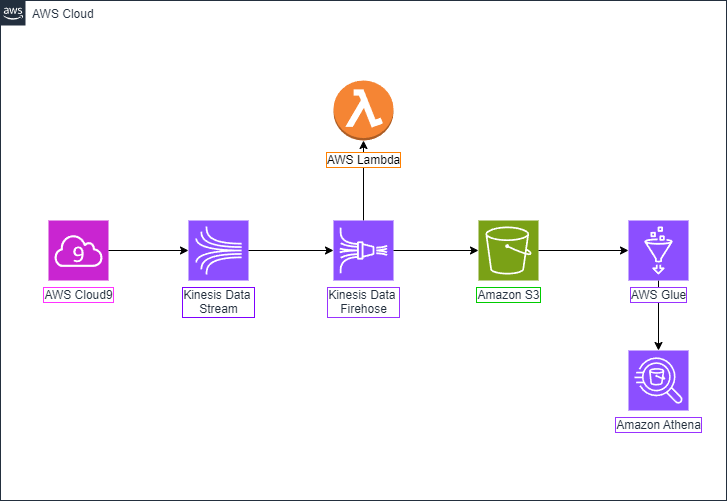 aws
AWS Cloud
AWS Lambda
9
AWS Cloud9
Kinesis Data
Stream
Kinesis Data
Firehose
Amazon S3
AWS Glue
Amazon Athena